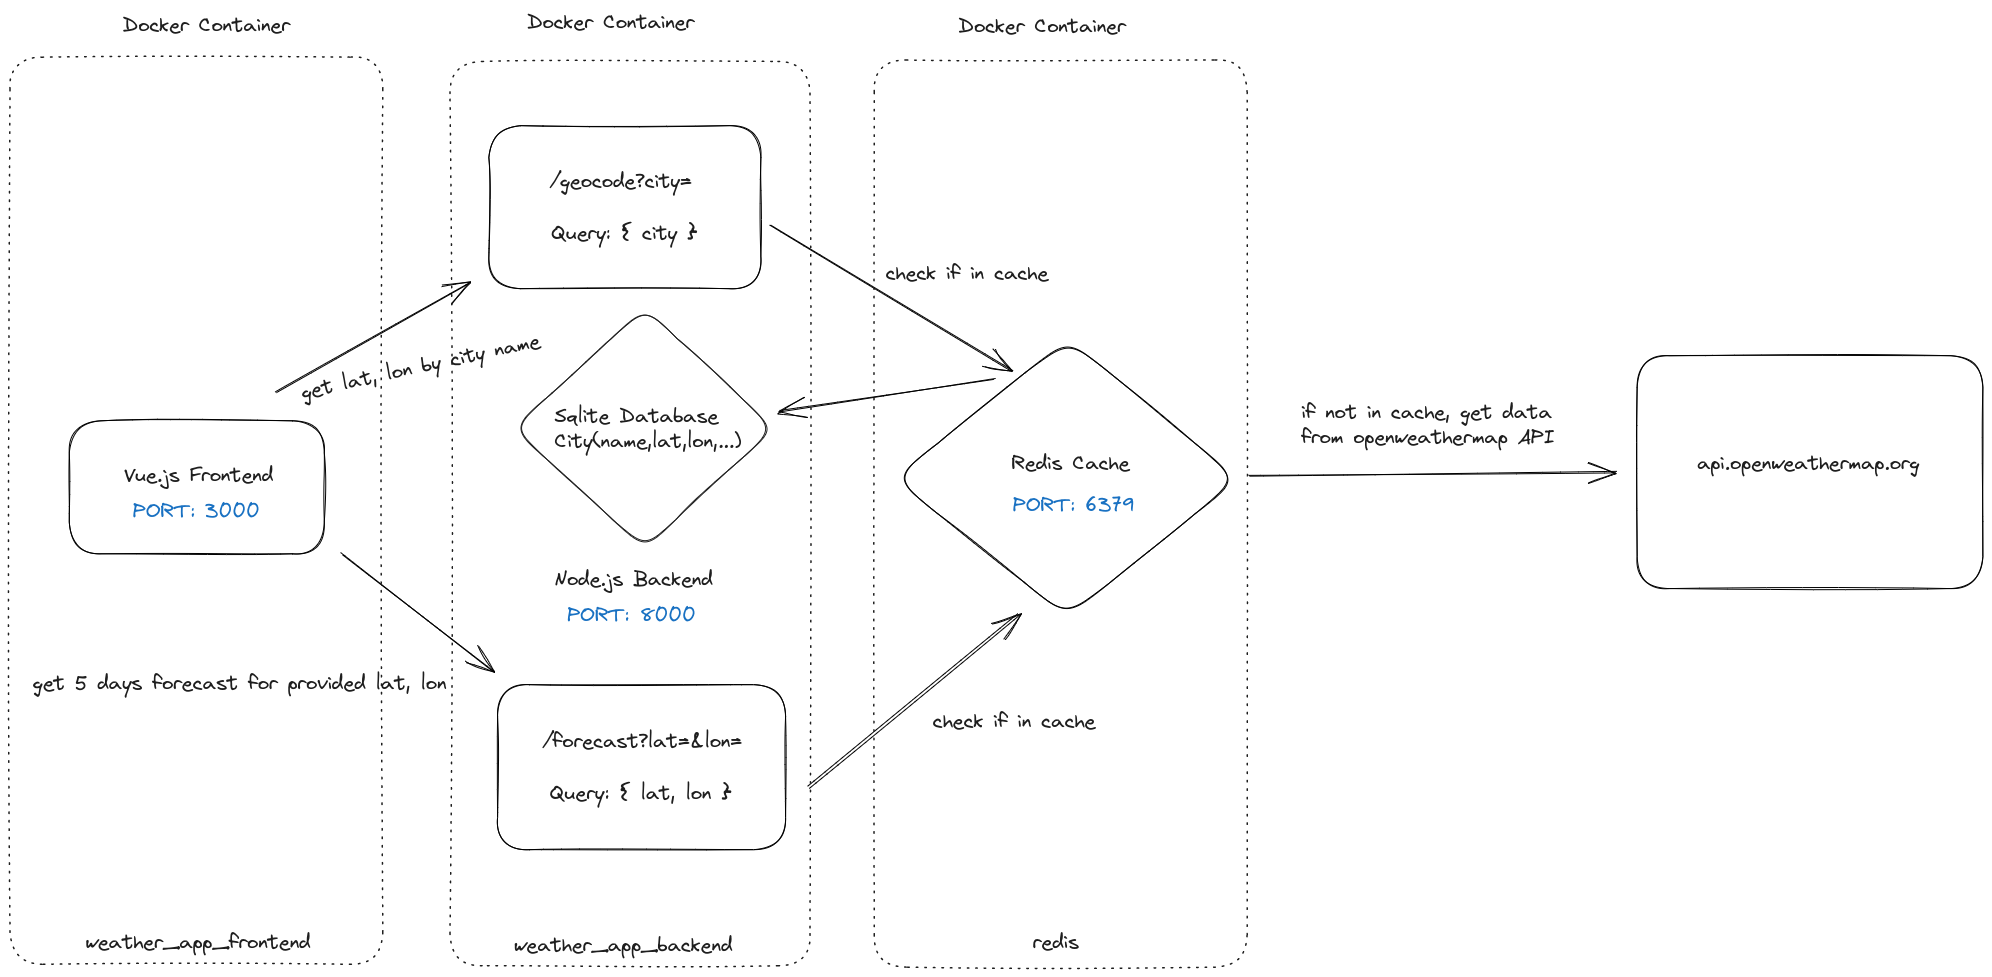 Docker Container
Docker Container
Docker Container
/geocode?city=
Query: { city }
check if in cache
get lat, lon by city name
Sqlite Database
City(name,lat,lon,...)
Vue.js Frontend
PORT: 3000
Redis Cache
PORT: 6379
if not in cache, get data
from openweathermap API
api.openweathermap.org
Node.js Backend
PORT: 8000
get 5 days forecast for provided lat, lon
/forecast?lat=&lon=
Query: { lat, lon }
check if in cache
weather_app_frontend
weather_app_backend
redis